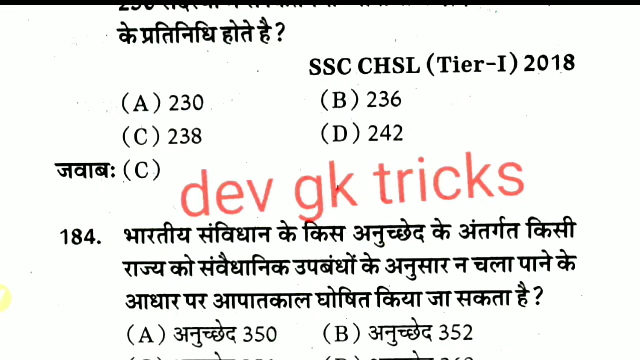 के प्रतिनिधि होते है ?
SSC CHSL (Tier-I) 2018
(A) 230 (B) 236
(C) 238 (D) 242
जवाब: (C)
dev gk tricks
184. भारतीय संविधान के किस अनुच्छेद के अंतर्गत किसी
राज्य को संवैधानिक उपबंधों के अनुसार न चला पाने के
आधार पर आपातकाल घोषित किया जा सकता है ?
(A) अनुच्छेद 350 (B) अनुच्छेद 352